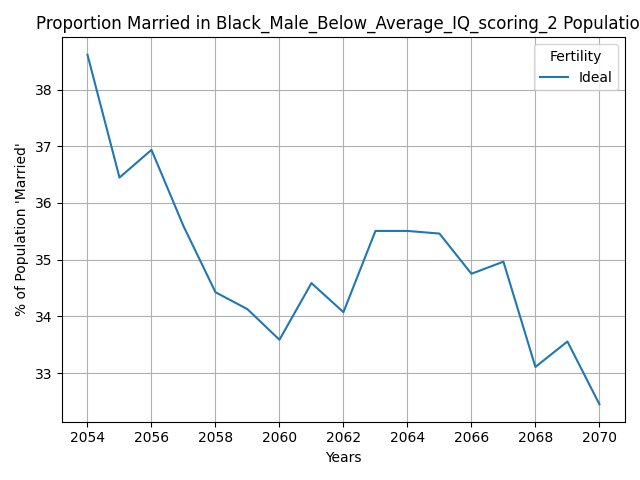 Proportion Married in Black_Male_Below_Average_IQ_scoring_2 Populatio
Fertility
Ideal
% of Population 'Married'
38
37
36
35
34
33
2054 2056 2058 2060 2062 2064 2066 2068 2070
Years